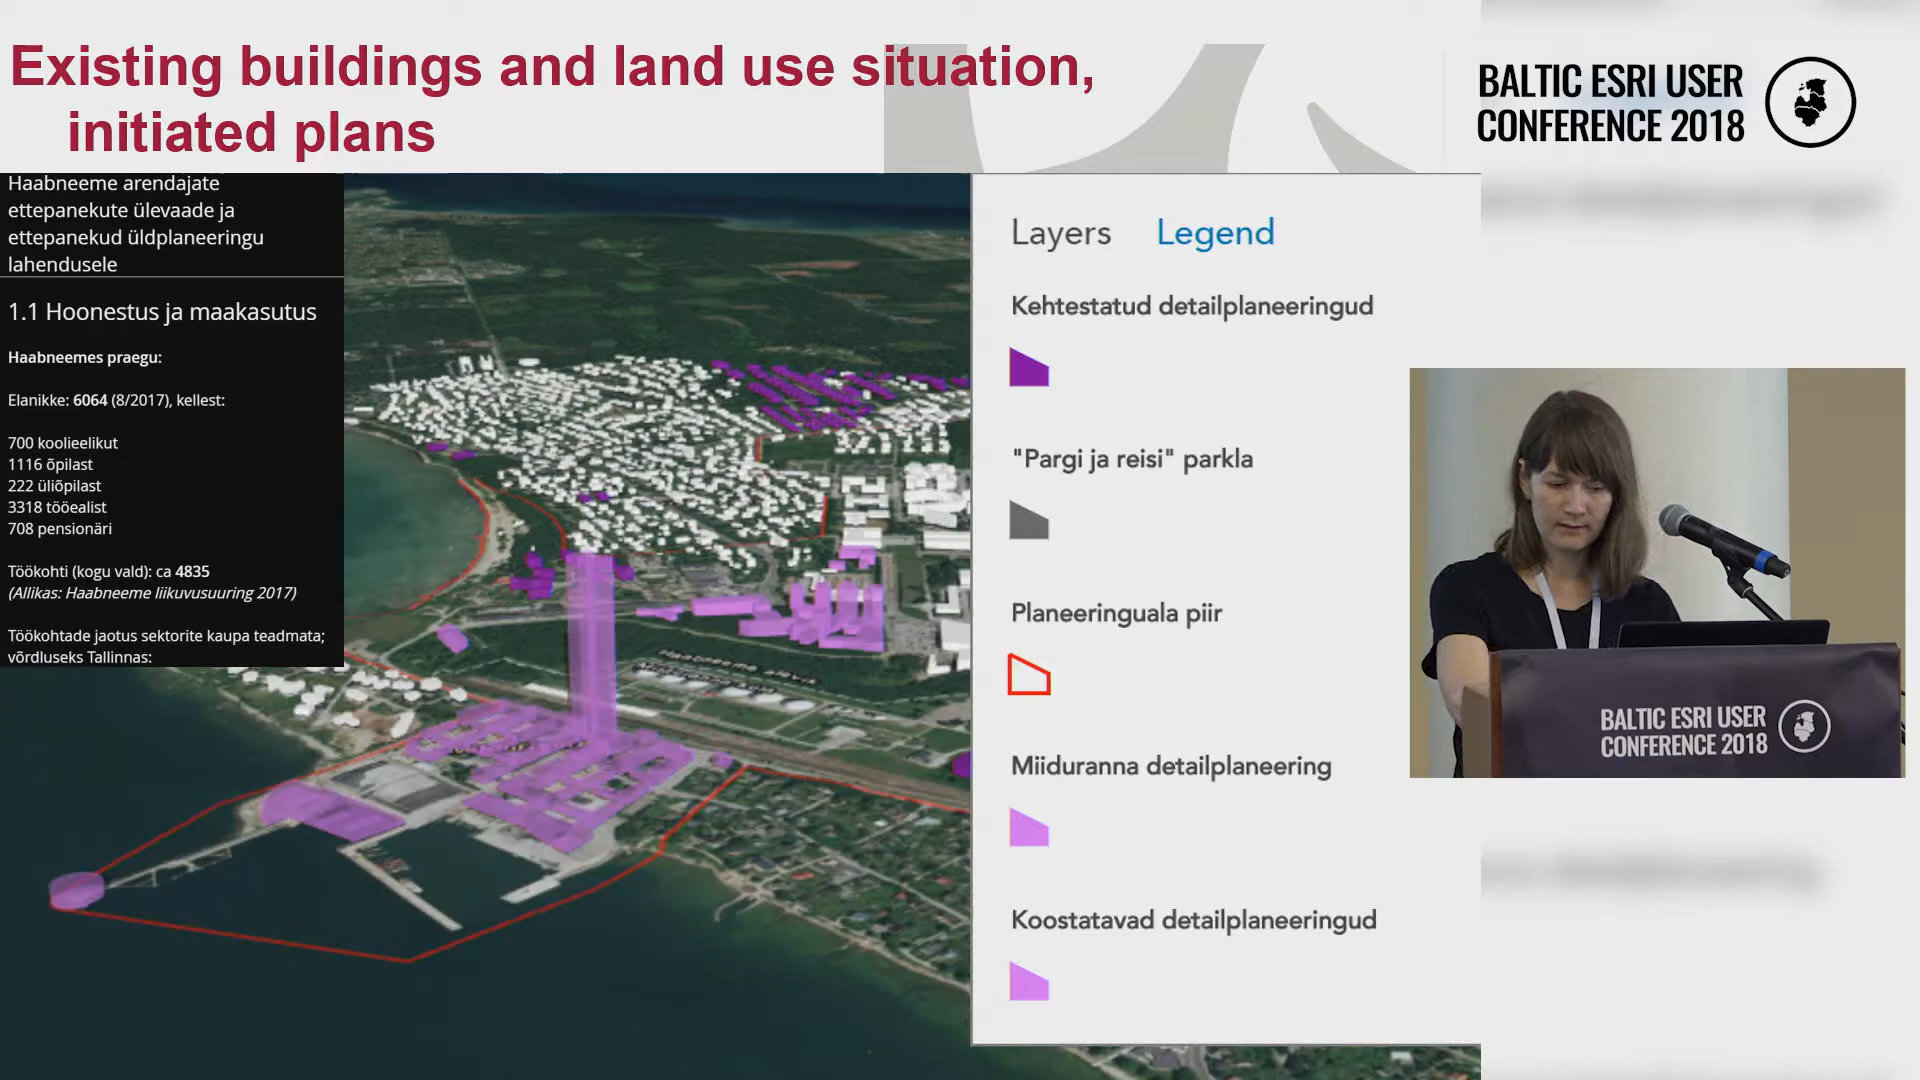 Existing buildings and land use situation,
initiated plans
BALTIC ESRI USER
CONFERENCE 2018
Haabneeme arendajate
ettepanekute ülevaade ja
ettepanekud üldplaneeringu
lahendusele
1.1 Hoonestus ja maakasutus
Haabneemes praegu:
Elanikke: 6064 (8/2017), kellest:
700 koolieelikut
1116 õpilast
222 üliõpilast
3318 tööealist
708 pensionäri
Töökohti (kogu vald): ca 4835
(Allikas: Haabneeme liikuvusuuring 2017)
Töökohtade jaotus sektorite kaupa teadmata;
võrdluseks Tallinnas:
Layers Legend
Kehtestatud detailplaneeringud
"Pargi ja reisi" parkla
Planeeringuala piir
Miiduranna detailplaneering
Koostatavad detailplaneeringud
BALTIC ESRI USER
CONFERENCE 2018